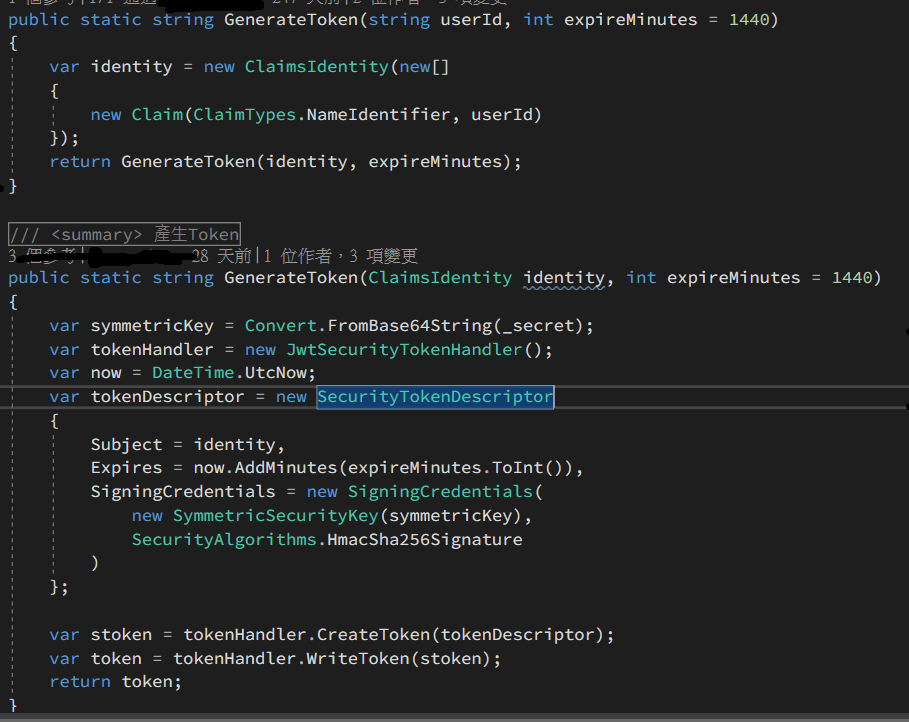 public static string GenerateToken(string userId, int expireMinutes = 1440)
{
    var identity = new ClaimsIdentity(new[]
    {
        new Claim(ClaimTypes.NameIdentifier, userId)
    });
    return GenerateToken(identity, expireMinutes);
}
/// <summary> 產生Token
3 個參考| 28 天前|1 位作者，3 項變更
public static string GenerateToken(ClaimsIdentity identity, int expireMinutes = 1440)
{
    var symmetricKey = Convert.FromBase64String(_secret);
    var tokenHandler = new JwtSecurityTokenHandler();
    var now = DateTime.UtcNow;
    var tokenDescriptor = new SecurityTokenDescriptor
    {
        Subject = identity,
        Expires = now.AddMinutes(expireMinutes.ToInt()),
        SigningCredentials = new SigningCredentials(
            new SymmetricSecurityKey(symmetricKey),
            SecurityAlgorithms.HmacSha256Signature
        )
    };
    var stoken = tokenHandler.CreateToken(tokenDescriptor);
    var token = tokenHandler.WriteToken(stoken);
    return token;
}